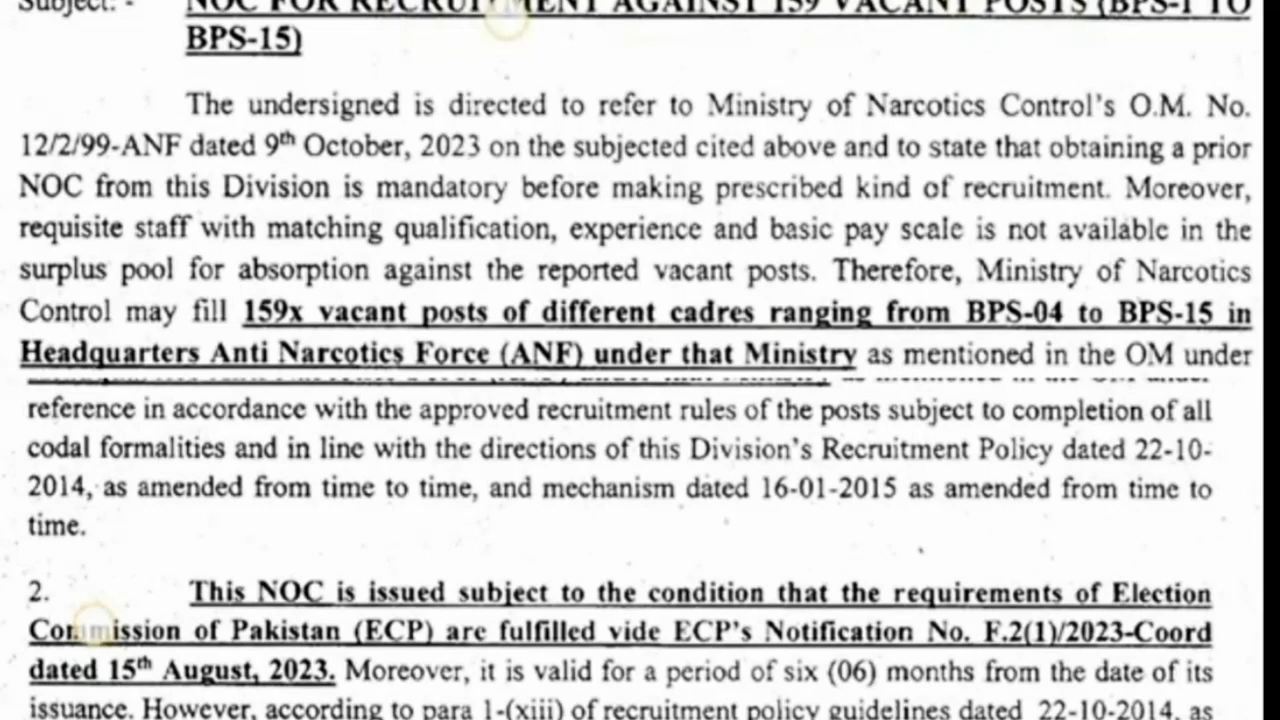 Subject: - NOC FOR RECRUITMENT AGAINST 159 VACANT POSTS (BPS-1 TO
BPS-15)
The undersigned is directed to refer to Ministry of Narcotics Control's O.M. No.
12/2/99-ANF dated 9th October, 2023 on the subjected cited above and to state that obtaining a prior
NOC from this Division is mandatory before making prescribed kind of recruitment. Moreover,
requisite staff with matching qualification, experience and basic pay scale is not available in the
surplus pool for absorption against the reported vacant posts. Therefore, Ministry of Narcotics
Control may fill 159x vacant posts of different cadres ranging from BPS-04 to BPS-15 in
Headquarters Anti Narcotics Force (ANF) under that Ministry as mentioned in the OM under
reference in accordance with the approved recruitment rules of the posts subject to completion of all
codal formalities and in line with the directions of this Division's Recruitment Policy dated 22-10-
2014, as amended from time to time, and mechanism dated 16-01-2015 as amended from time to
time.
2. This NOC is issued subject to the condition that the requirements of Election
Commission of Pakistan (ECP) are fulfilled vide ECP's Notification No. F.2(1)/2023-Coord
dated 15th August, 2023. Moreover, it is valid for a period of six (06) months from the date of its
issuance. However, according to para 1-(xiii) of recruitment policy guidelines dated 22-10-2014, as